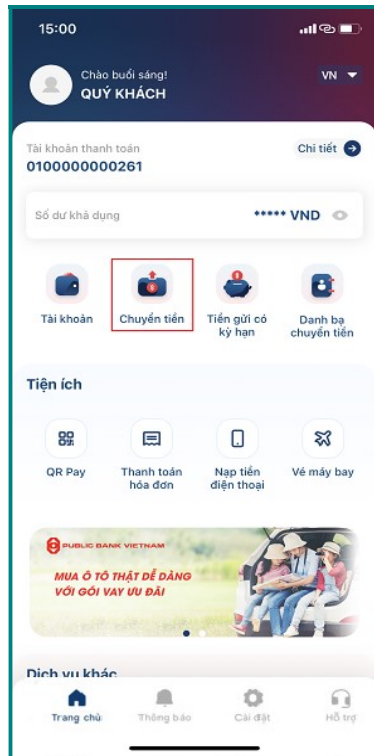 15:00
Chào buổi sáng!
VN
QUÝ KHÁCH
Tài khoản thanh toán
Chi tiết
0100000000261
Số dư khả dụng
***** VND
Tài khoản
Chuyển tiền
Tiền gửi có
kỳ hạn
Danh bạ
chuyển tiền
Tiện ích
QR Pay
Thanh toán
hóa đơn
Nạp tiền
điện thoại
Vé máy bay
PUBLIC BANK VIETNAM
MUA Ô TÔ THẬT DỄ DÀNG
VỚI GÓI VAY ƯU ĐÃI
Dịch vụ khác
Trang chủ
Thông báo
Cài đặt
Hỗ trợ